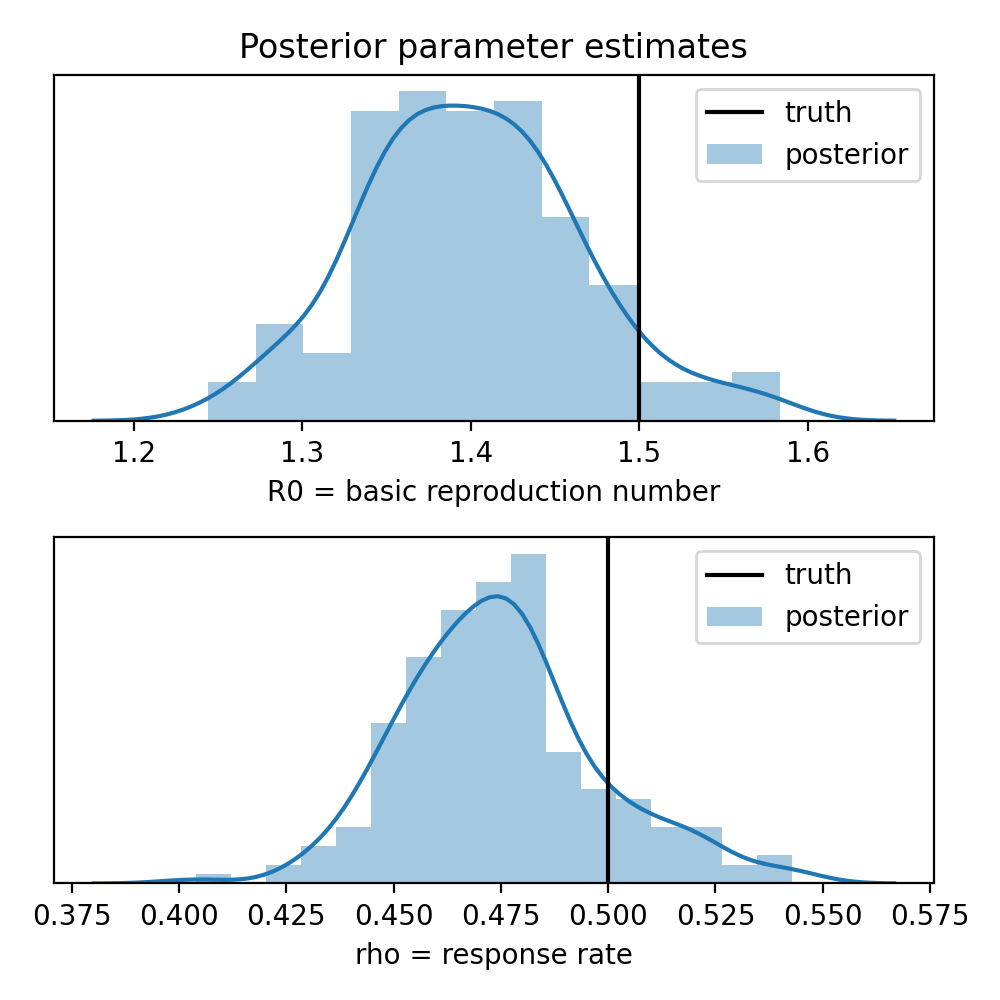 Posterior parameter estimates
truth
posterior
1.2 1.3 1.4 1.5 1.6
R0 = basic reproduction number
truth
posterior
0.375 0.400 0.425 0.450 0.475 0.500 0.525 0.550 0.575
rho = response rate